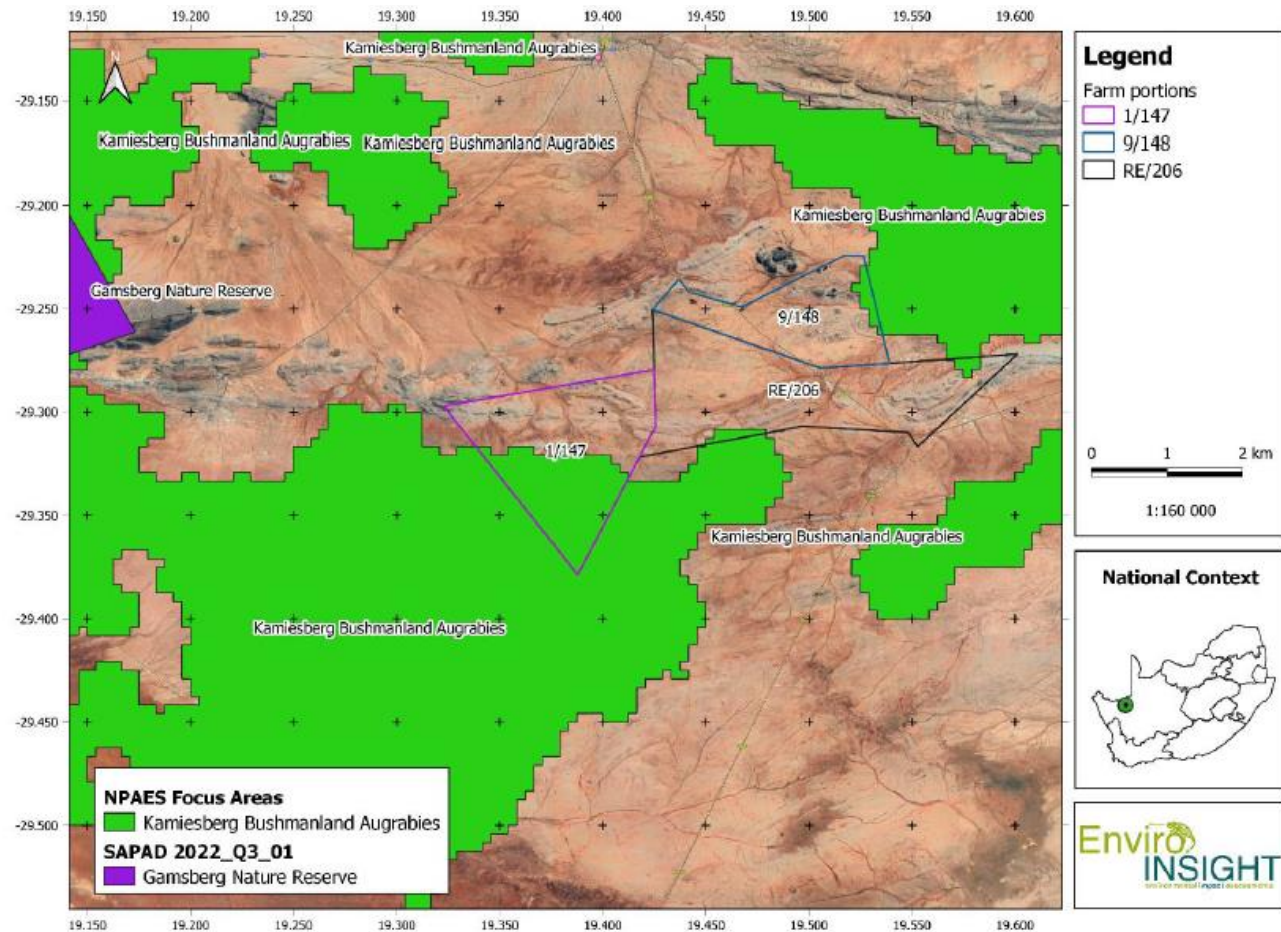 19.150 19.200 19.250 19.300 19.350 19.400 19.450 19.500 19.550 19.600
N
Kamiesberg Bushmanland Augrabies
-29.150
Kamiesberg Bushmanland Augrabies
Kamiesberg Bushmanland Augrabies
-29.200
Kamiesberg Bushmanland Augrabies
Gamsberg Nature Reserve
-29.250
9/148
RE/206
-29.300
1/147
-29.350
Kamiesberg Bushmanland Augrabies
-29.400
Kamiesberg Bushmanland Augrabies
-29.450
-29.500
NPAES Focus Areas
Kamiesberg Bushmanland Augrabies
SAPAD 2022_Q3_01
Gamsberg Nature Reserve
19.150 19.200 19.250 19.300 19.350 19.400 19.450 19.500 19.550 19.600
Legend
Farm portions
1/147
9/148
RE/206
0 1 2 km
1:160 000
National Context
Enviro
INSIGHT
environmental impact assessments